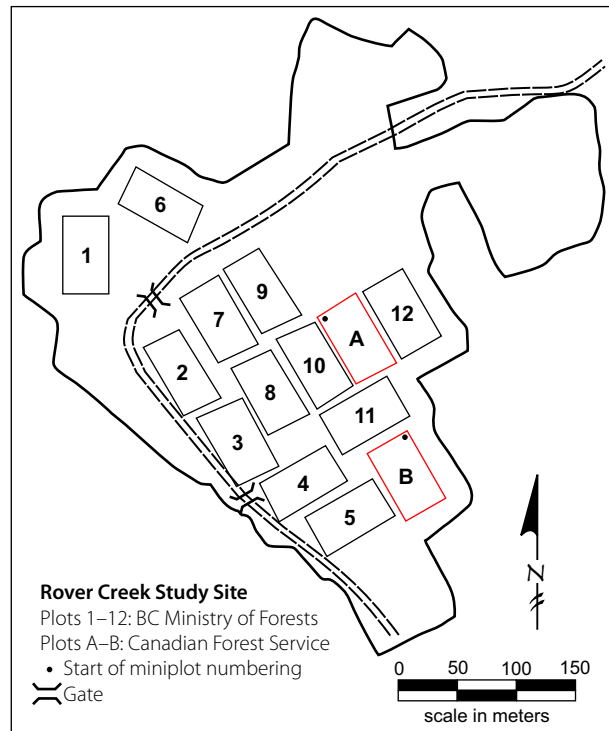 6
1
9
7
12
A
2
10
8
11
3
B
4
5
N
Rover Creek Study Site
Plots 1–12: BC Ministry of Forests
Plots A–B: Canadian Forest Service
• Start of miniplot numbering
Gate
0 50 100 150
scale in meters